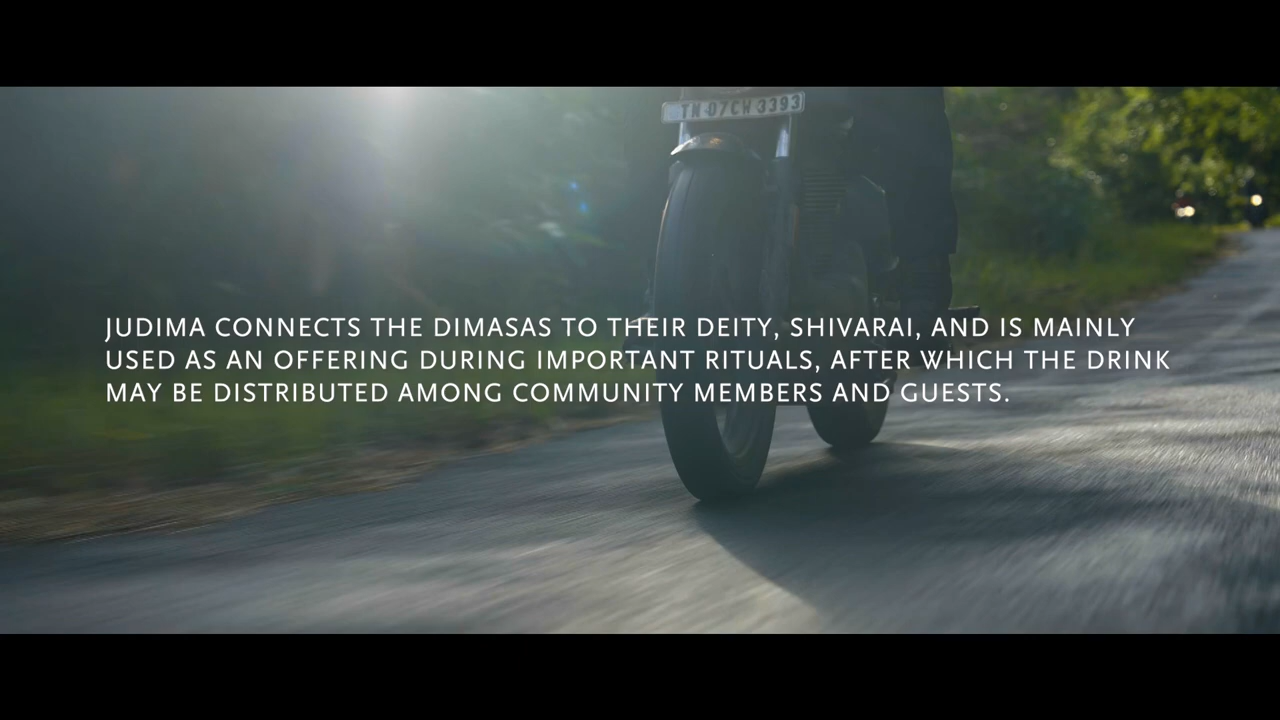 TN 07CW 3393
JUDIMA CONNECTS THE DIMASAS TO THEIR DEITY, SHIVARAI, AND IS MAINLY
USED AS AN OFFERING DURING IMPORTANT RITUALS, AFTER WHICH THE DRINK
MAY BE DISTRIBUTED AMONG COMMUNITY MEMBERS AND GUESTS.